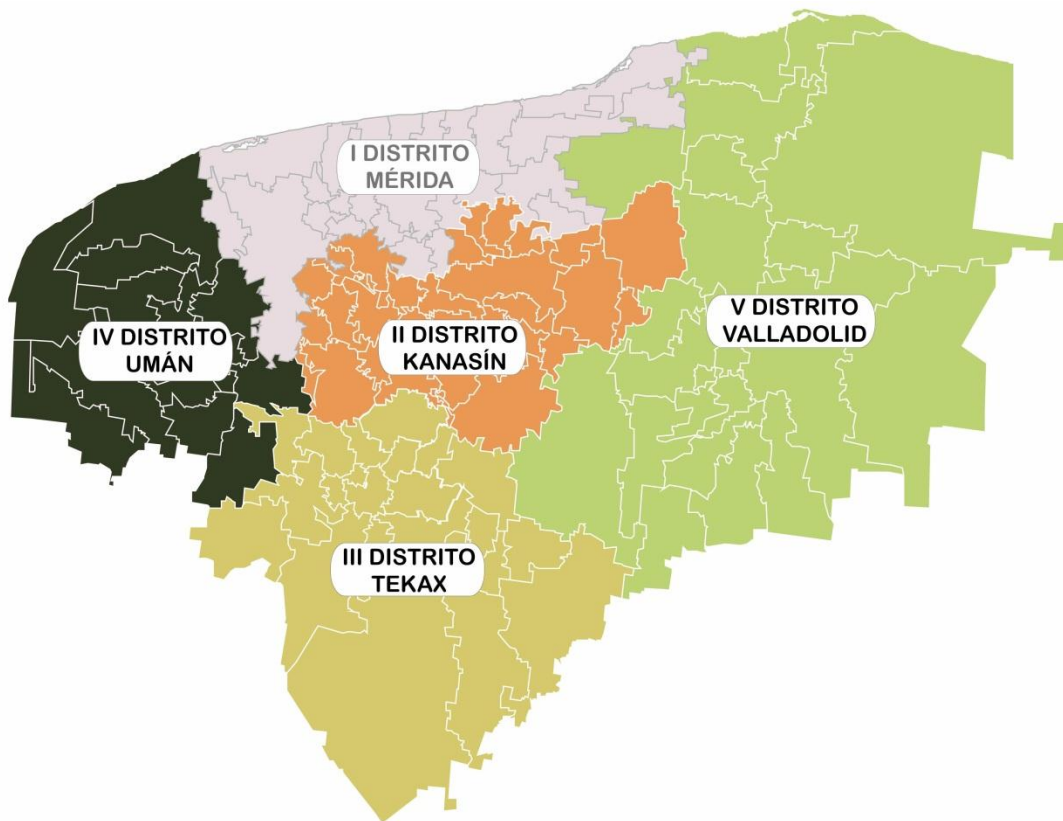 I DISTRITO
MÉRIDA
IV DISTRITO
UMÁN
II DISTRITO
KANASÍN
V DISTRITO
VALLADOLID
III DISTRITO
TEKAX